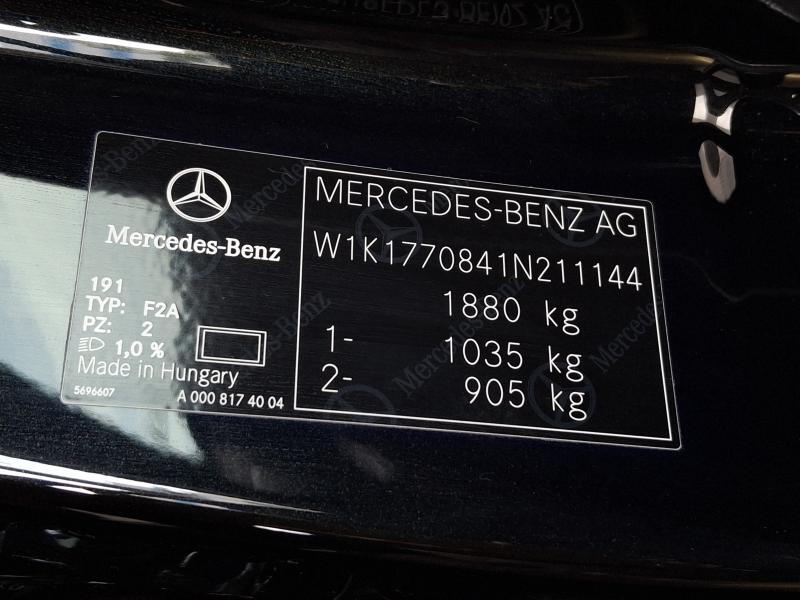 Mercedes-Benz
191
TYP: F2A
PZ: 2
1,0 %
Made in Hungary
5696607
A 000 817 40 04
MERCEDES-BENZ AG
W1K1770841N211144
1880 kg
1- 1035 kg
2- 905 kg